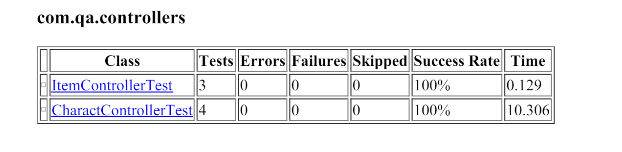 com.qa.controllers
Class Tests Errors Failures Skipped Success Rate Time
ItemControllerTest 3 0 0 0 100% 0.129
CharactControllerTest 4 0 0 0 100% 10.306